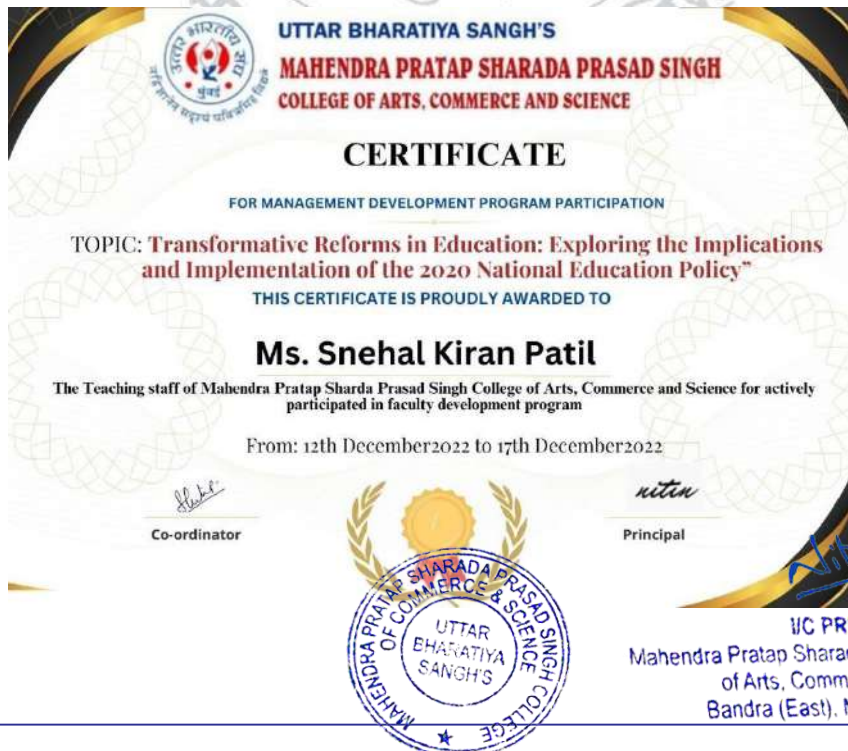 उत्तर भारतीय संघ
मुंबई
UTTAR BHARATIYA SANGH'S
MAHENDRA PRATAP SHARADA PRASAD SINGH
COLLEGE OF ARTS, COMMERCE AND SCIENCE
CERTIFICATE
FOR MANAGEMENT DEVELOPMENT PROGRAM PARTICIPATION
TOPIC: Transformative Reforms in Education: Exploring the Implications
and Implementation of the 2020 National Education Policy”
THIS CERTIFICATE IS PROUDLY AWARDED TO
Ms. Snehal Kiran Patil
The Teaching staff of Mahendra Pratap Sharda Prasad Singh College of Arts, Commerce and Science for actively
participated in faculty development program
From: 12th December2022 to 17th December2022
nitin
Co-ordinator
Principal
MAHENDRA PRATAP SHARADA PRASAD SINGH COLLEGE
OF COMMERCE & SCIENCE
UTTAR
BHARATIYA
SANGH'S
I/C PR
Mahendra Pratap Sharad
of Arts, Comm
Bandra (East).